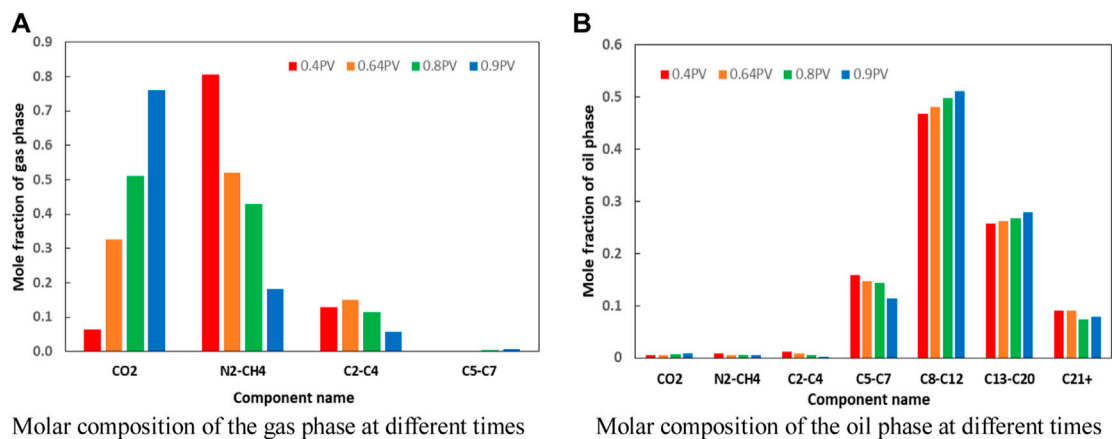 A
0.9
0.8
0.7
0.6
0.5
0.4
0.3
0.2
0.1
0.0
Mole fraction of gas phase
0.4PV 0.64PV 0.8PV 0.9PV
CO2 N2-CH4 C2-C4 C5-C7
Component name
Molar composition of the gas phase at different times
B
0.6
0.5
0.4
0.3
0.2
0.1
0
Mole fraction of oil phase
0.4PV 0.64PV 0.8PV 0.9PV
CO2 N2-CH4 C2-C4 C5-C7 C8-C12 C13-C20 C21+
Component name
Molar composition of the oil phase at different times